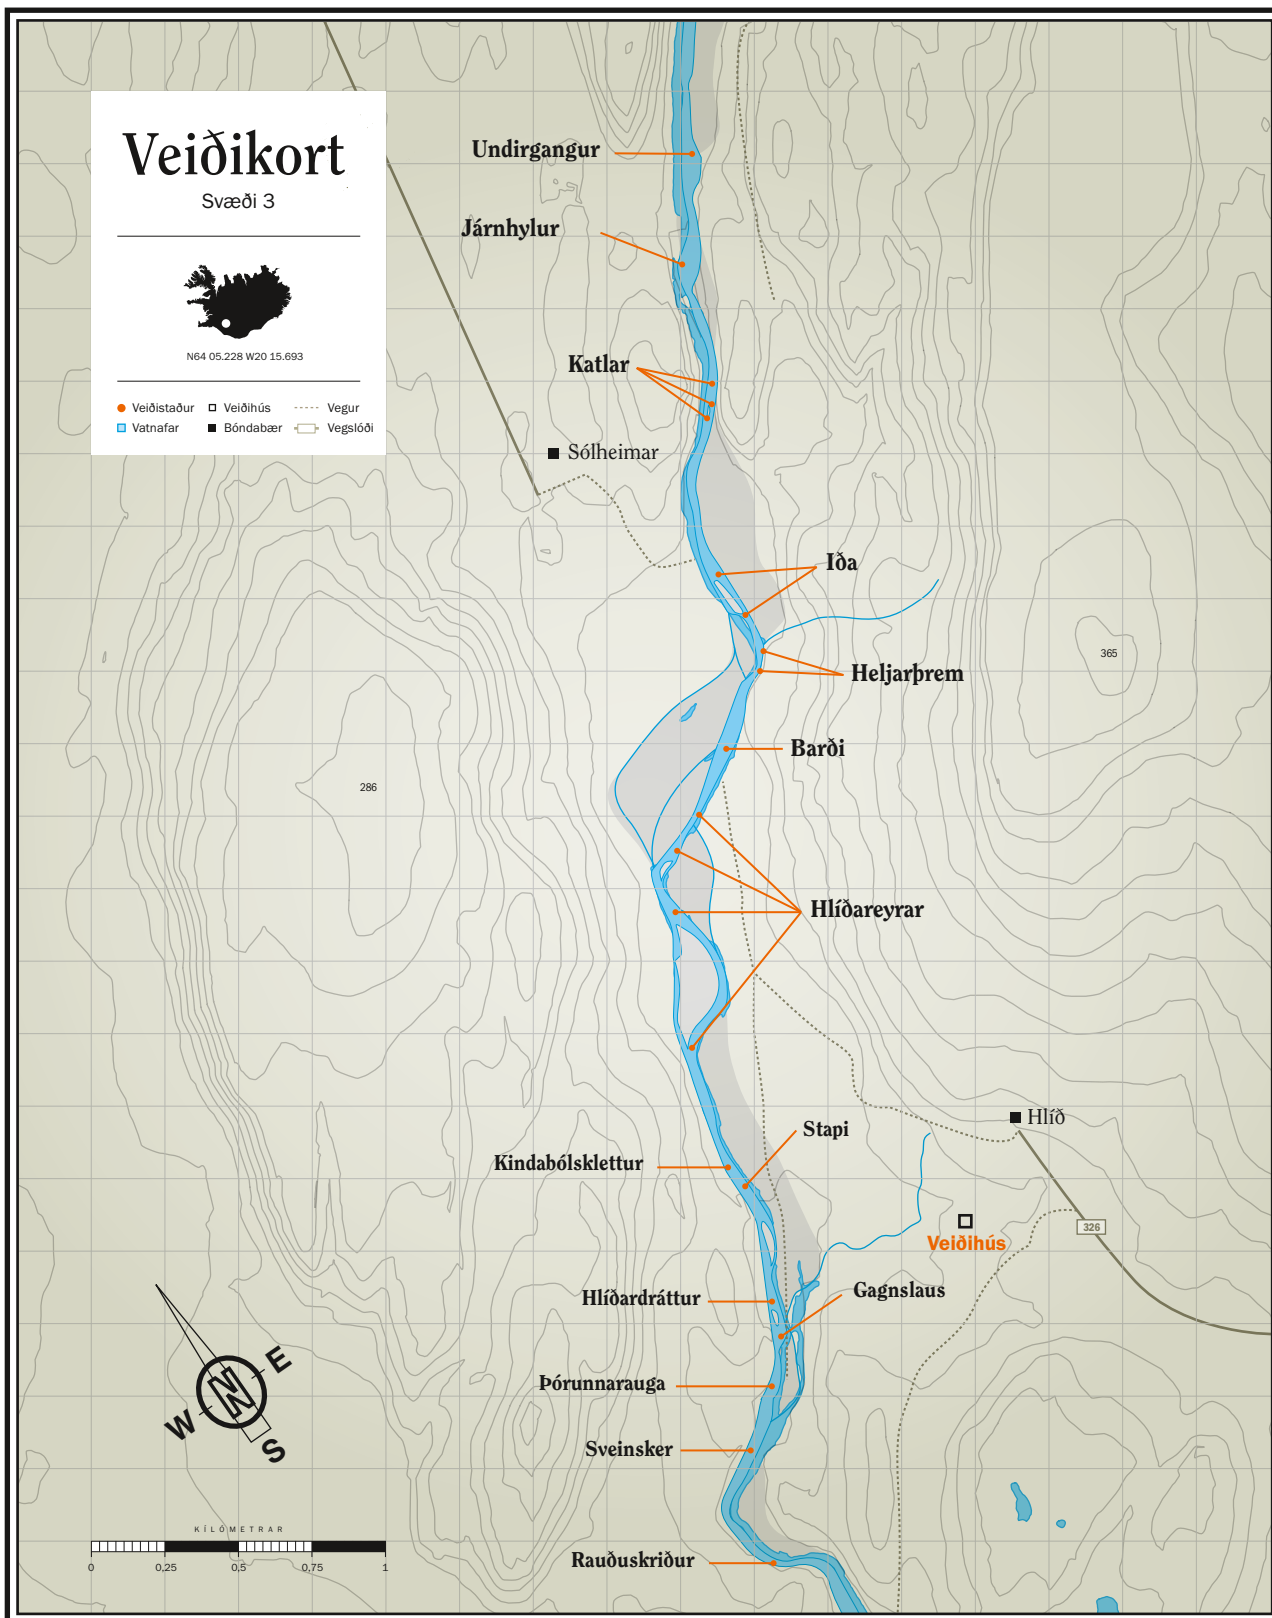 Veiðikort
Svæði 3
N64 05.228 W20 15.693
Veiðistaður
Veiðihús
Vegur
Vatnafar
Bóndabær
Vegslóði
Undirgangur
Járnhylur
Katlar
Sólheimar
Iða
365
Heljarþrem
Barði
286
Hlíðareyrar
Hlíð
Stapi
Kindabólsklettur
326
Veiðihús
Gagnslaus
Hlíðardráttur
N
E
W
S
Þórunnarauga
Sveinsker
KÍLÓMETRAR
0 0,25 0,5 0,75 1
Rauðuskriður